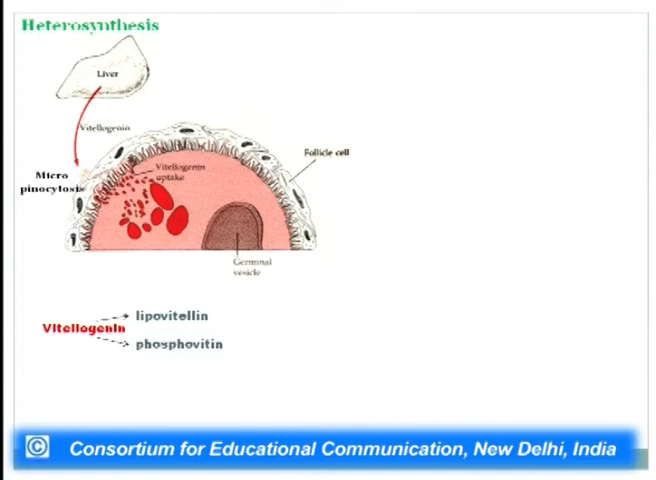 Heterosynthesis
Liver
Vitellogenin
Follicle cell
Micro
pinocytosis
Vitellogenin
uptake
Germinal
vesicle
lipovitellin
Vitellogenin
phosphovitin
© Consortium for Educational Communication, New Delhi, India